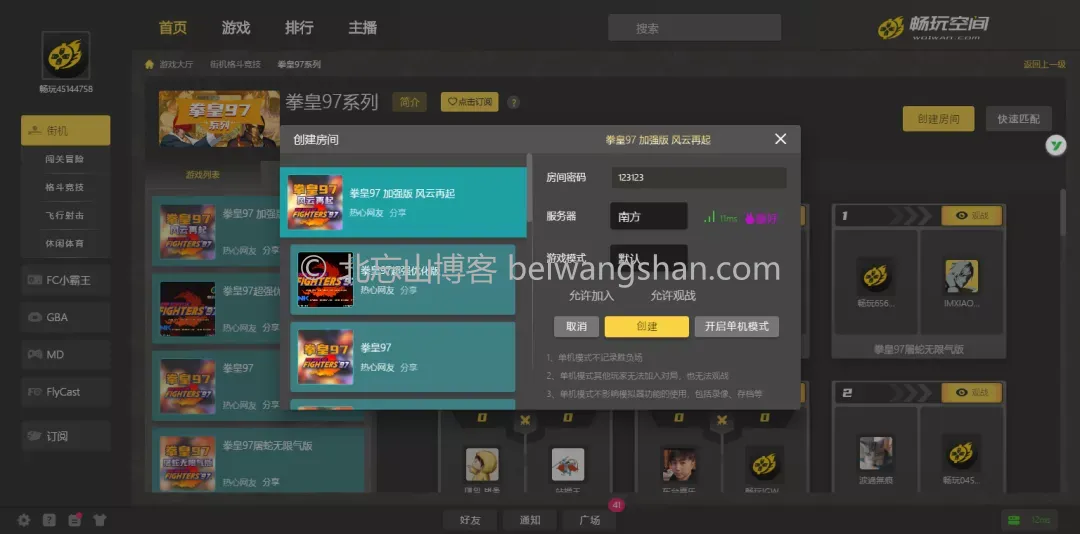 首页 游戏 排行 主播
搜索
畅玩空间
woiwan.com
畅玩45144758
游戏大厅 街机格斗竞技 拳皇97系列
返回上一级
拳皇97
系列
拳皇97系列 简介 点击订阅 ?
创建房间 快速匹配
街机
闯关冒险
格斗竞技
飞行射击
休闲体育
FC小霸王
GBA
MD
FlyCast
订阅
游戏列表
拳皇97 加强
热心网友 分享
拳皇97超强优
热心网友 分享
拳皇97
热心网友 分享
拳皇97屠蛇无限气版
热心网友 分享
创建房间
拳皇97 加强版 风云再起
拳皇97 加强版 风云再起
热心网友 分享
拳皇97超强优化版
热心网友 分享
拳皇97
热心网友 分享
房间密码 123123
服务器 南方 11ms
游戏模式 默认
允许加入 允许观战
取消 创建 开启单机模式
1、单机模式不记录胜负场
2、单机模式其他玩家无法加入对局，也无法观战
3、单机模式不影响模拟器功能的使用，包括录像、存档等
© 北忘山博客 beiwangshan.com
1 观战
畅玩656... IMXIAO...
拳皇97屠蛇无限气版
2 观战
0 0 0 0
波過無痕 畅玩04S...
好友 通知 广场 41
12ms